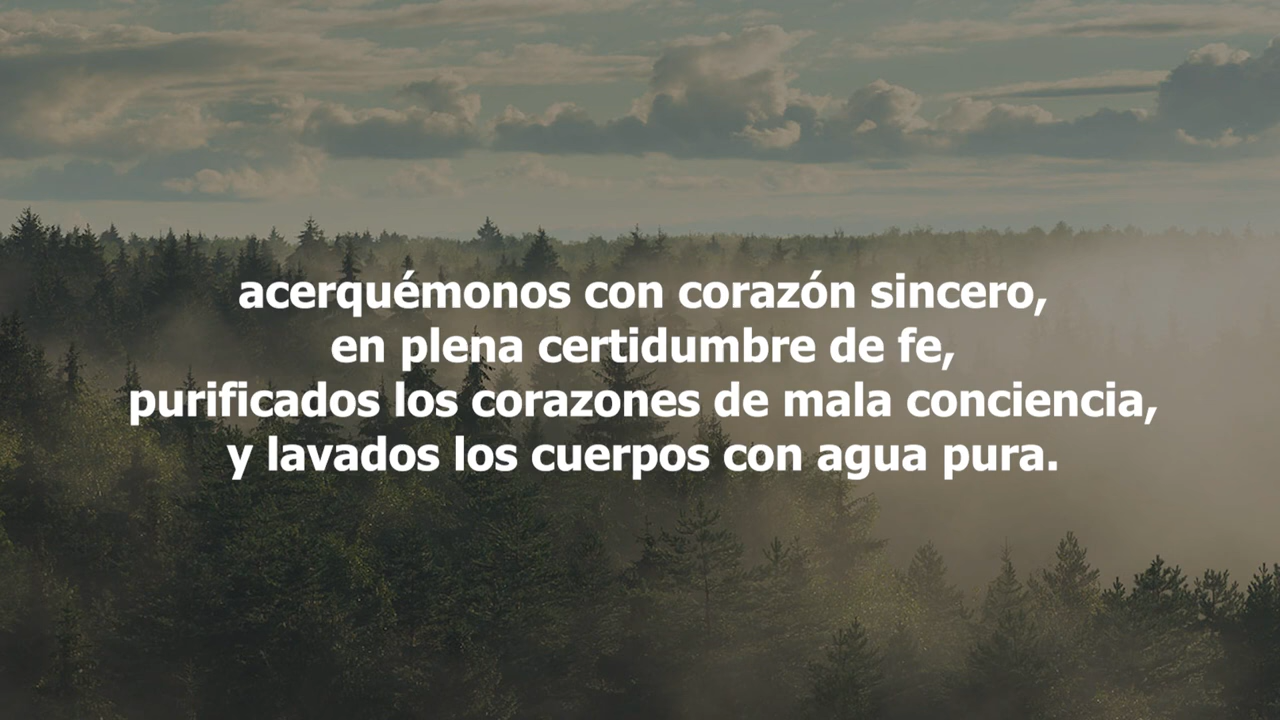 acerquémonos con corazón sincero,
en plena certidumbre de fe,
purificados los corazones de mala conciencia,
y lavados los cuerpos con agua pura.